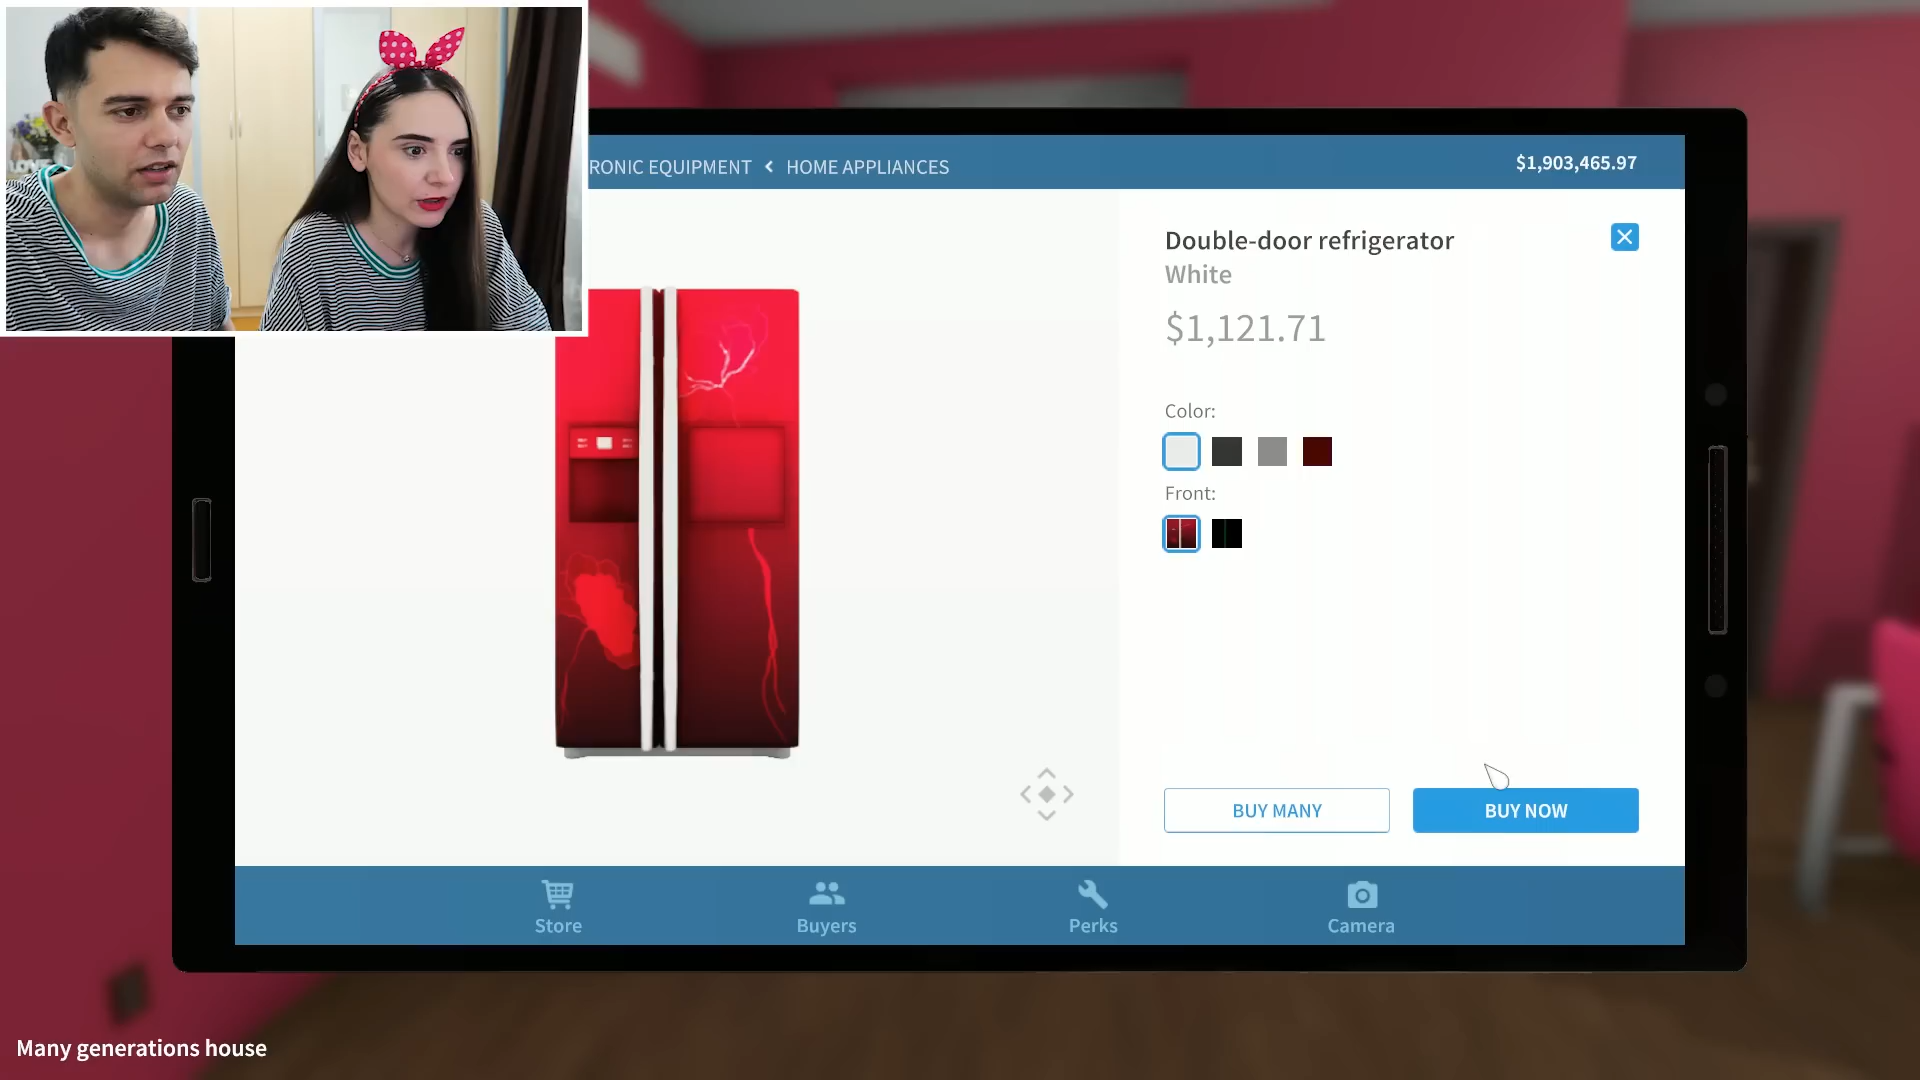 RONIC EQUIPMENT < HOME APPLIANCES
$1,903,465.97
Double-door refrigerator
White
$1,121.71
Color:
Front:
BUY MANY
BUY NOW
Store
Buyers
Perks
Camera
Many generations house
LOVE